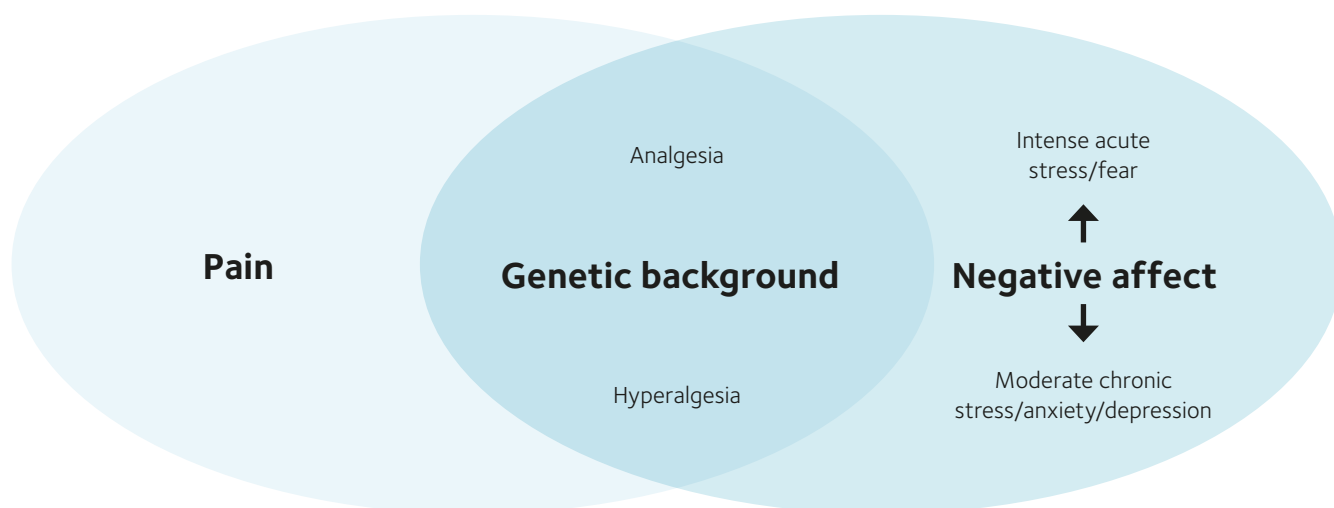 Pain
Analgesia
Genetic background
Hyperalgesia
Intense acute
stress/fear
Negative affect
Moderate chronic
stress/anxiety/depression